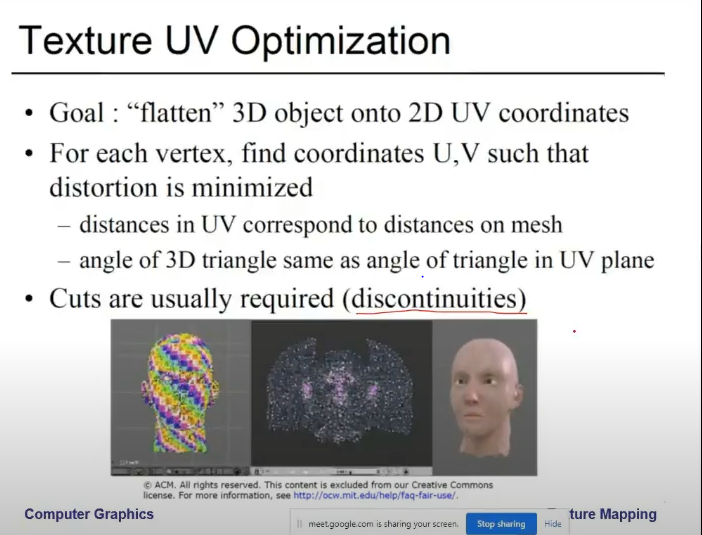 Texture UV Optimization
• Goal : “flatten” 3D object onto 2D UV coordinates
• For each vertex, find coordinates U,V such that
distortion is minimized
– distances in UV correspond to distances on mesh
– angle of 3D triangle same as angle of triangle in UV plane
• Cuts are usually required (discontinuities)
© ACM. All rights reserved. This content is excluded from our Creative Commons
license. For more information, see http://ocw.mit.edu/help/faq-fair-use/.
Computer Graphics
ture Mapping
meet.google.com is sharing your screen.
Stop sharing
Hide